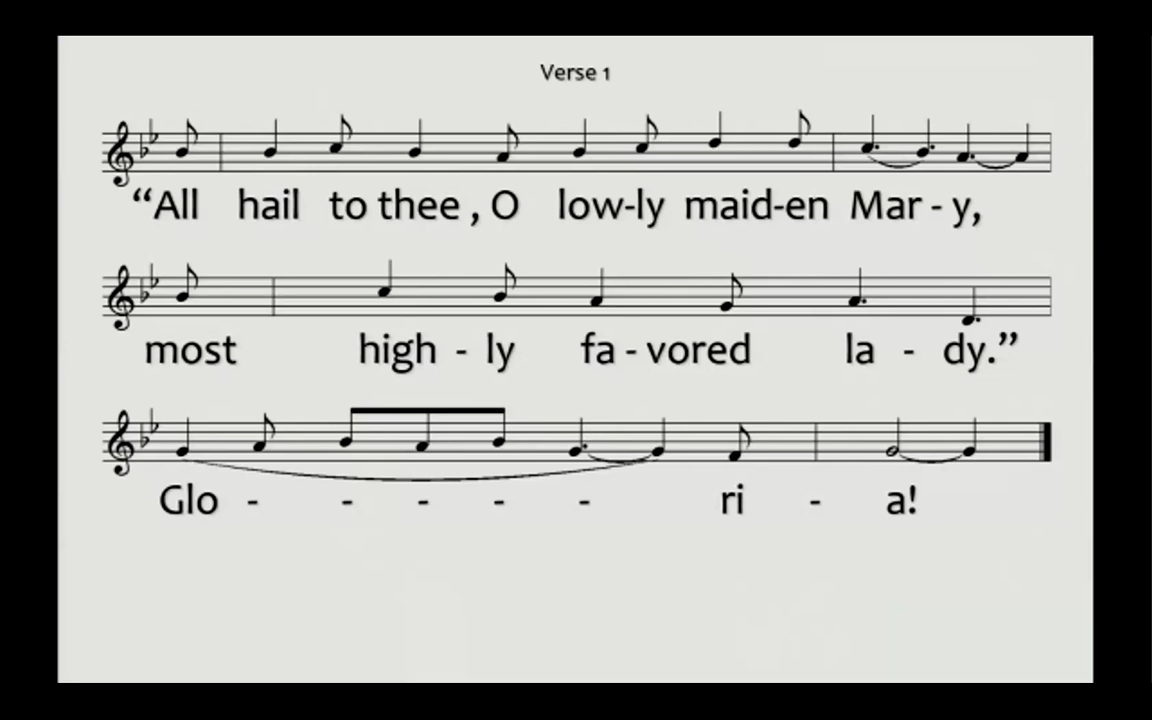 Verse 1
“All hail to thee , O low-ly maid-en Mar - y,
most high - ly fa - vored la - dy.”
Glo - - - - - ri - a!